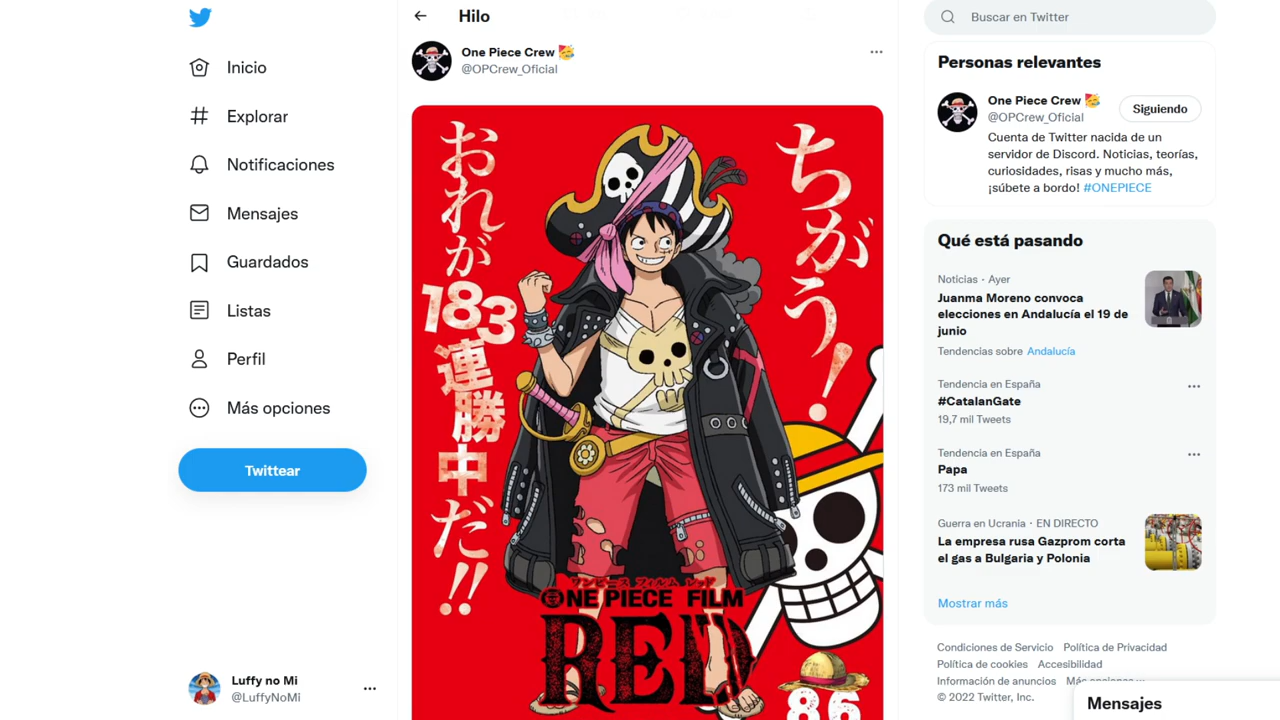 Inicio
Explorar
Notificaciones
Mensajes
Guardados
Listas
Perfil
Más opciones
Twittear
Luffy no Mi
@LuffyNoMi
Hilo
One Piece Crew
@OPCrew_Oficial
ちがう!
おれが
183
連勝中だ!!
ワンピース フィルム レッド
ONE PIECE FILM
RED
86
Buscar en Twitter
Personas relevantes
One Piece Crew
@OPCrew_Oficial
Siguiendo
Cuenta de Twitter nacida de un
servidor de Discord. Noticias, teorías,
curiosidades, risas y mucho más,
¡súbete a bordo! #ONEPIECE
Qué está pasando
Noticias · Ayer
Juanma Moreno convoca
elecciones en Andalucía el 19 de
junio
Tendencias sobre Andalucía
Tendencia en España
#CatalanGate
19,7 mil Tweets
Tendencia en España
Papa
173 mil Tweets
Guerra en Ucrania · EN DIRECTO
La empresa rusa Gazprom corta
el gas a Bulgaria y Polonia
Mostrar más
Condiciones de Servicio Política de Privacidad
Política de cookies Accesibilidad
Información de anuncios
© 2022 Twitter, Inc.
Mensajes